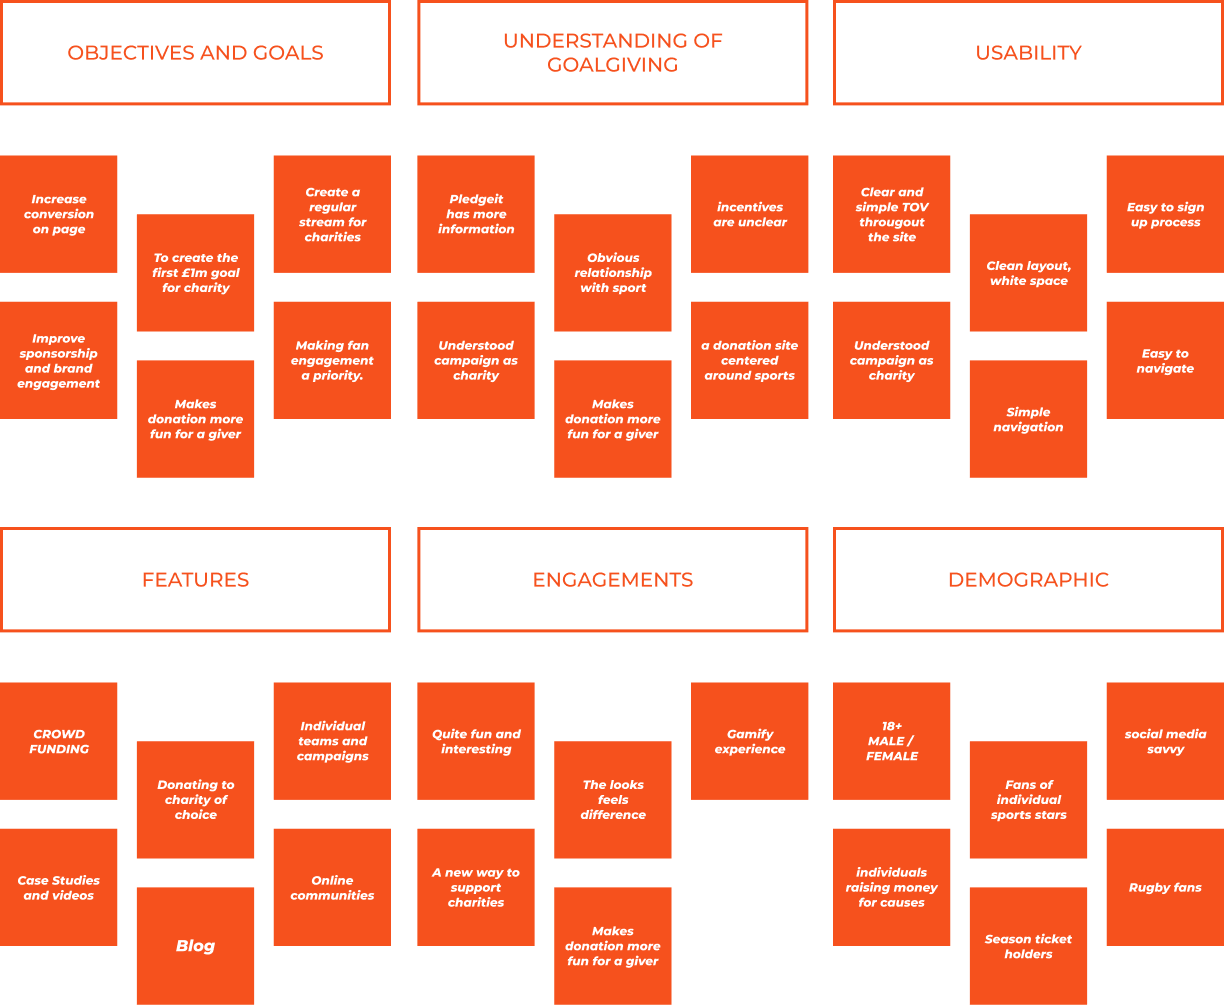 OBJECTIVES AND GOALS
Increase
conversion
on page
To create the
first £1m goal
for charity
Create a
regular
stream for
charities
Improve
sponsorship
and brand
engagement
Makes
donation more
fun for a giver
Making fan
engagement
a priority.
UNDERSTANDING OF
GOALGIVING
Pledgeit
has more
information
Obvious
relationship
with sport
incentives
are unclear
Understood
campaign as
charity
Makes
donation more
fun for a giver
a donation site
centered
around sports
USABILITY
Clear and
simple TOV
througout
the site
Clean layout,
white space
Easy to sign
up process
Understood
campaign as
charity
Simple
navigation
Easy to
navigate
FEATURES
CROWD
FUNDING
Donating to
charity of
choice
Individual
teams and
campaigns
Case Studies
and videos
Blog
Online
communities
ENGAGEMENTS
Quite fun and
interesting
The looks
feels
difference
Gamify
experience
A new way to
support
charities
Makes
donation more
fun for a giver
DEMOGRAPHIC
18+
MALE /
FEMALE
Fans of
individual
sports stars
social media
savvy
individuals
raising money
for causes
Season ticket
holders
Rugby fans